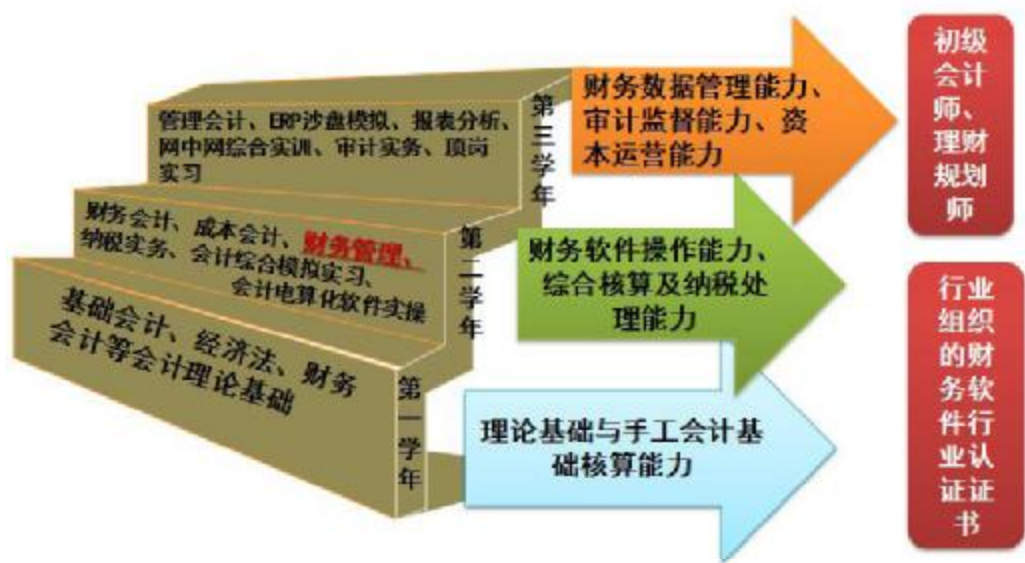 管理会计、ERP沙盘模拟、报表分析、
网中网综合实训、审计实务、顶岗
实习
第三学年
财务数据管理能力、
审计监督能力、资
本运营能力
财务会计、成本会计、财务管理、
纳税实务、会计综合模拟实习、
会计电算化软件实操
第二学年
财务软件操作能力、
综合核算及纳税处
理能力
基础会计、经济法、财务
会计等会计理论基础
第一学年
理论基础与手工会计基
础核算能力
初级
会计
师、
理财
规划
师
行业
组织
的财
务软
件行
业认
证证
书